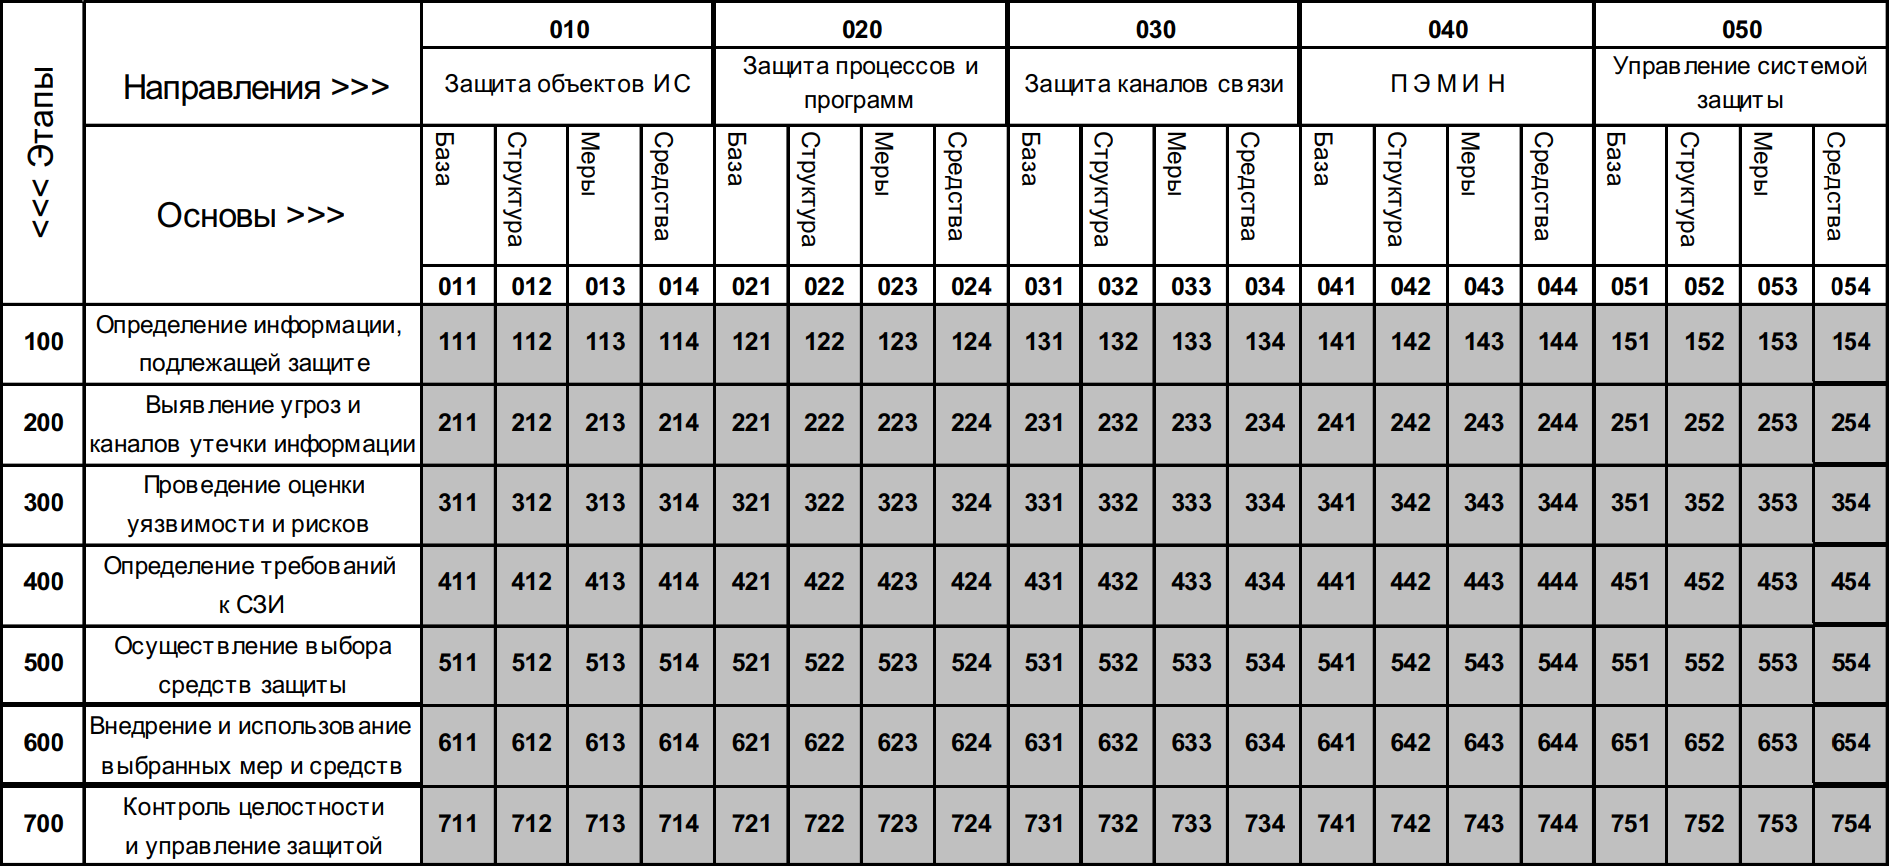 <<< Этапы
Направления >>>
010 020 030 040 050
Защита объектов ИС
Защита процессов и
программ
Защита каналов связи
П Э М И Н
Управление системой
защиты
Основы >>>
База Структура Меры Средства База Структура Меры Средства База Структура Меры Средства База Структура Меры Средства База Структура Меры Средства
011 012 013 014 021 022 023 024 031 032 033 034 041 042 043 044 051 052 053 054
100
Определение информации,
подлежащей защите
111 112 113 114 121 122 123 124 131 132 133 134 141 142 143 144 151 152 153 154
200
Выявление угроз и
каналов утечки информации
211 212 213 214 221 222 223 224 231 232 233 234 241 242 243 244 251 252 253 254
300
Проведение оценки
уязвимости и рисков
311 312 313 314 321 322 323 324 331 332 333 334 341 342 343 344 351 352 353 354
400
Определение требований
к СЗИ
411 412 413 414 421 422 423 424 431 432 433 434 441 442 443 444 451 452 453 454
500
Осуществление выбора
средств защиты
511 512 513 514 521 522 523 524 531 532 533 534 541 542 543 544 551 552 553 554
600
Внедрение и использование
выбранных мер и средств
611 612 613 614 621 622 623 624 631 632 633 634 641 642 643 644 651 652 653 654
700
Контроль целостности
и управление защитой
711 712 713 714 721 722 723 724 731 732 733 734 741 742 743 744 751 752 753 754